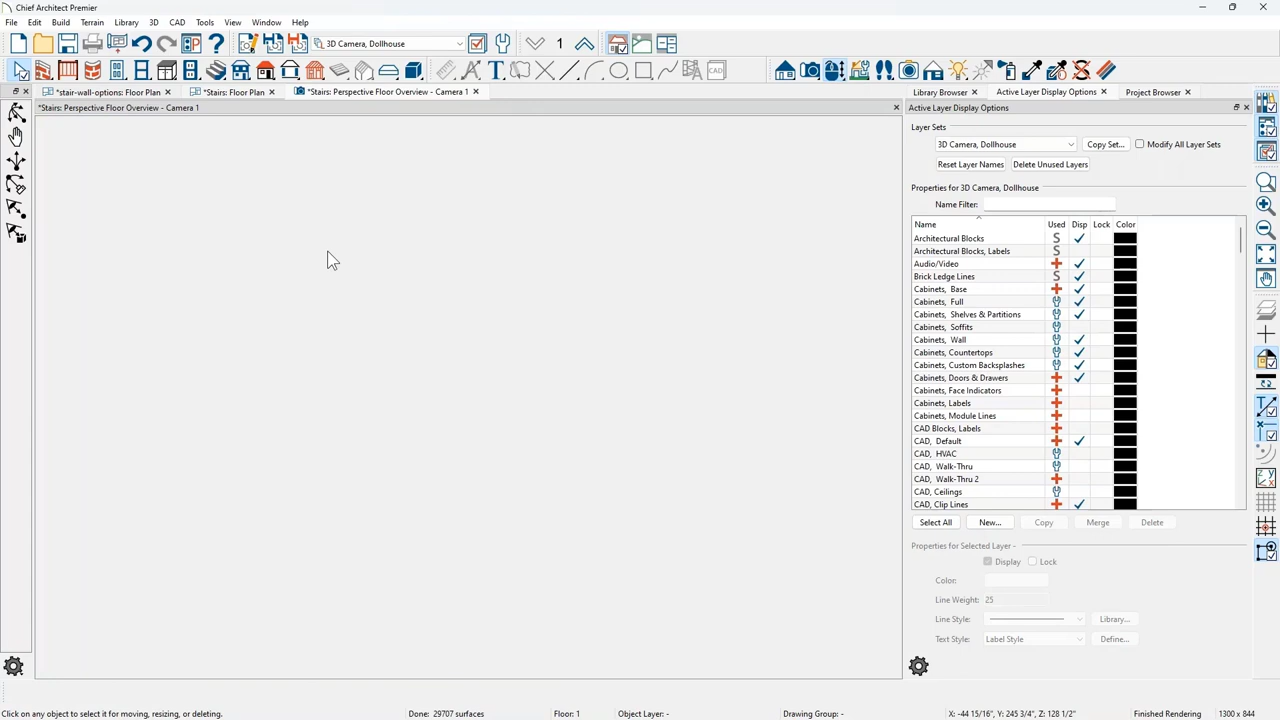 Chief Architect Premier
File Edit Build Terrain Library 3D CAD Tools View Window Help
3D Camera, Dollhouse
1
*stair-wall-options: Floor Plan
*Stairs: Floor Plan
*Stairs: Perspective Floor Overview - Camera 1
Library Browser
Active Layer Display Options
Project Browser
*Stairs: Perspective Floor Overview - Camera 1
Active Layer Display Options
Layer Sets
3D Camera, Dollhouse
Copy Set...
Modify All Layer Sets
Reset Layer Names
Delete Unused Layers
Properties for 3D Camera, Dollhouse
Name Filter:
Name Used Disp Lock Color
Architectural Blocks S
Architectural Blocks, Labels S
Audio/Video
Brick Ledge Lines S
Cabinets, Base
Cabinets, Full
Cabinets, Shelves & Partitions
Cabinets, Soffits
Cabinets, Wall
Cabinets, Countertops
Cabinets, Custom Backsplashes
Cabinets, Doors & Drawers
Cabinets, Face Indicators
Cabinets, Labels
Cabinets, Module Lines
CAD Blocks, Labels
CAD, Default
CAD, HVAC
CAD, Walk-Thru
CAD, Walk-Thru 2
CAD, Ceilings
CAD, Clip Lines
Select All New... Copy Merge Delete
Properties for Selected Layer -
Display Lock
Color:
Line Weight: 25
Line Style: Library...
Text Style: Label Style Define...
Click on any object to select it for moving, resizing, or deleting.
Done: 29707 surfaces
Floor: 1
Object Layer: -
Drawing Group: -
X: -44 15/16", Y: 245 3/4", Z: 128 1/2"
Finished Rendering
1300 x 844